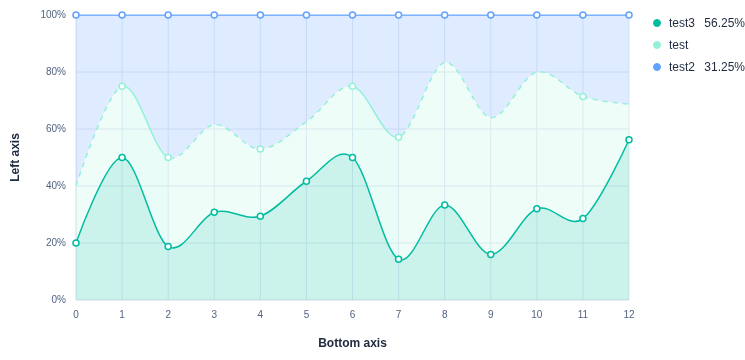 100%
80%
60%
40%
20%
0%
Left axis
0 1 2 3 4 5 6 7 8 9 10 11 12
Bottom axis
test3 56.25%
test
test2 31.25%